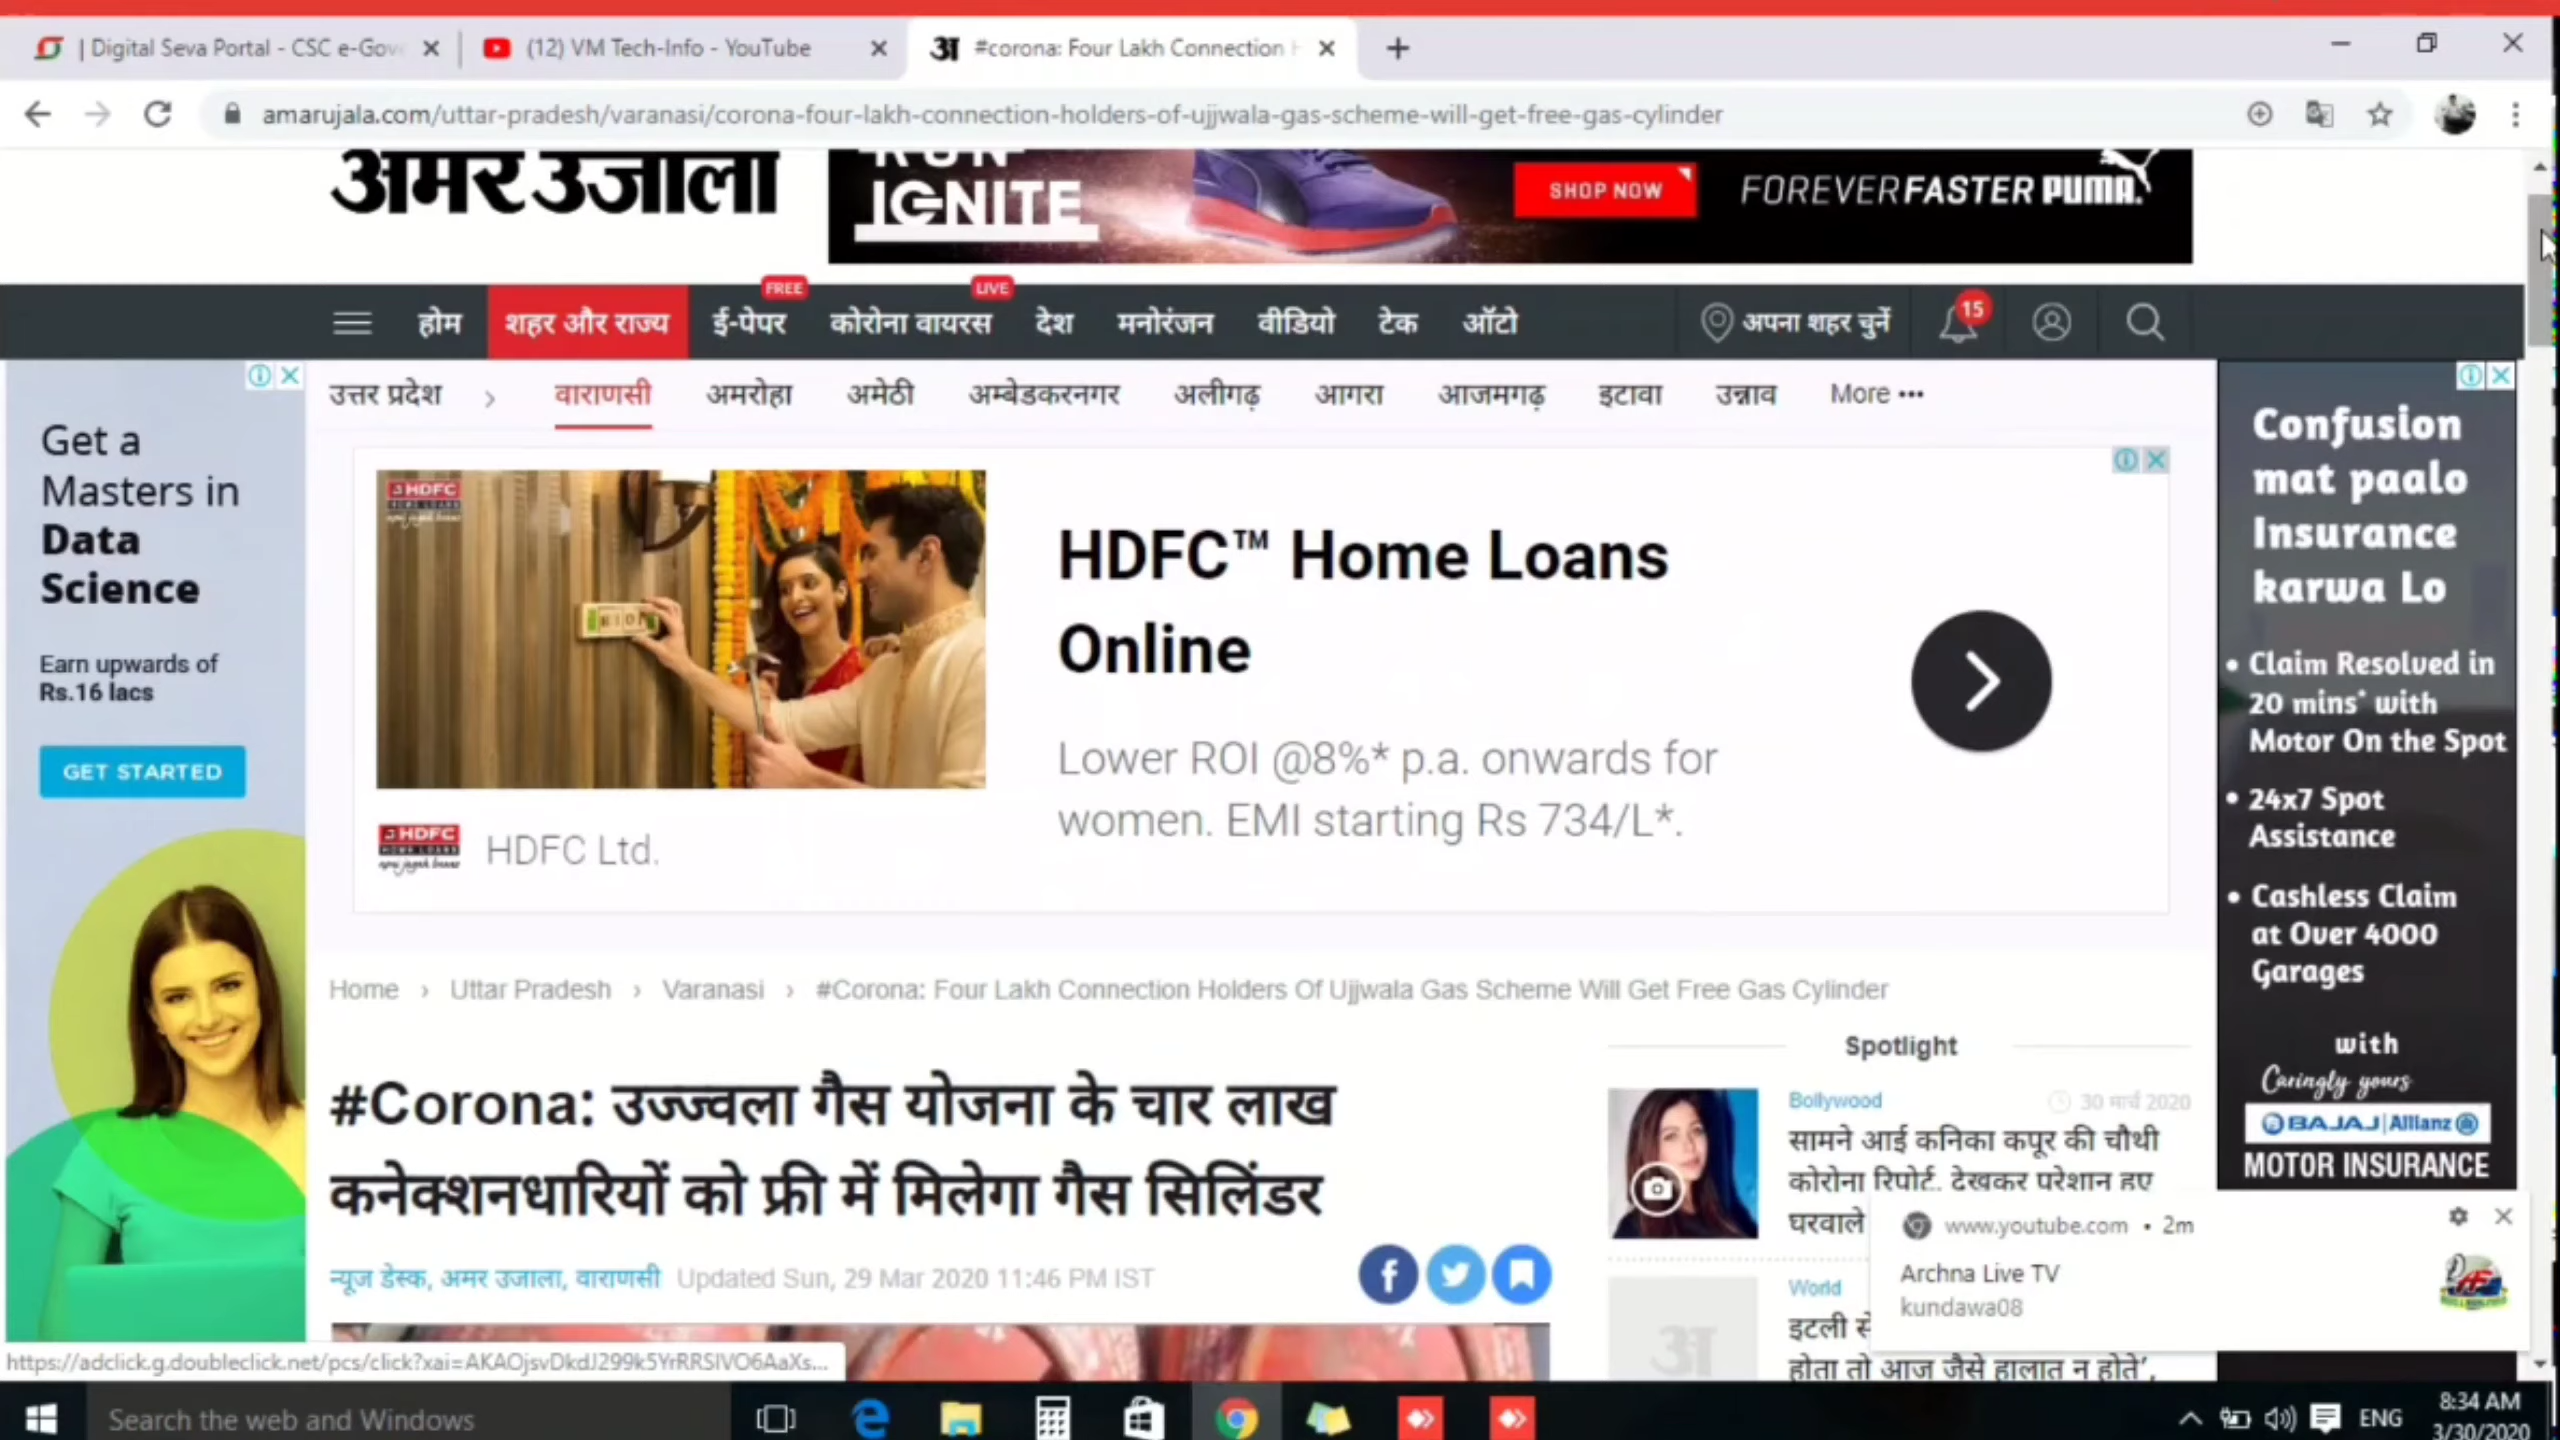 | Digital Seva Portal - CSC e-Gov
(12) VM Tech-Info - YouTube
#corona: Four Lakh Connection H
amarujala.com/uttar-pradesh/varanasi/corona-four-lakh-connection-holders-of-ujjwala-gas-scheme-will-get-free-gas-cylinder
अमर उजाला
RUN
IGNITE
SHOP NOW
FOREVER FASTER PUMA.
FREE
LIVE
होम
शहर और राज्य
ई-पेपर
कोरोना वायरस
देश
मनोरंजन
वीडियो
टेक
ऑटो
अपना शहर चुनें
15
उत्तर प्रदेश
वाराणसी
अमरोहा
अमेठी
अम्बेडकरनगर
अलीगढ़
आगरा
आजमगढ़
इटावा
उन्नाव
More •••
Get a
Masters in
Data
Science
Earn upwards of
Rs.16 lacs
GET STARTED
HDFC
HDFC™ Home Loans
Online
Lower ROI @8%* p.a. onwards for
women. EMI starting Rs 734/L*.
HDFC
HDFC Ltd.
Confusion
mat paalo
Insurance
karwa Lo
• Claim Resolved in
20 mins* with
Motor On the Spot
• 24x7 Spot
Assistance
• Cashless Claim
at Over 4000
Garages
with
Caringly yours
BAJAJ | Allianz
MOTOR INSURANCE
Home › Uttar Pradesh › Varanasi › #Corona: Four Lakh Connection Holders Of Ujjwala Gas Scheme Will Get Free Gas Cylinder
#Corona: उज्ज्वला गैस योजना के चार लाख
कनेक्शनधारियों को फ्री में मिलेगा गैस सिलिंडर
न्यूज डेस्क, अमर उजाला, वाराणसी Updated Sun, 29 Mar 2020 11:46 PM IST
Spotlight
Bollywood
30 मार्च 2020
सामने आई कनिका कपूर की चौथी
कोरोना रिपोर्ट, देखकर परेशान हुए
घरवाले
World
इटली से
होता तो आज जैसे हालात न होते',
www.youtube.com • 2m
Archna Live TV
kundawa08
https://adclick.g.doubleclick.net/pcs/click?xai=AKAOjsvDkdJ299k5YrRRSIVO6AaXs...
Search the web and Windows
ENG
8:34 AM
3/30/2020